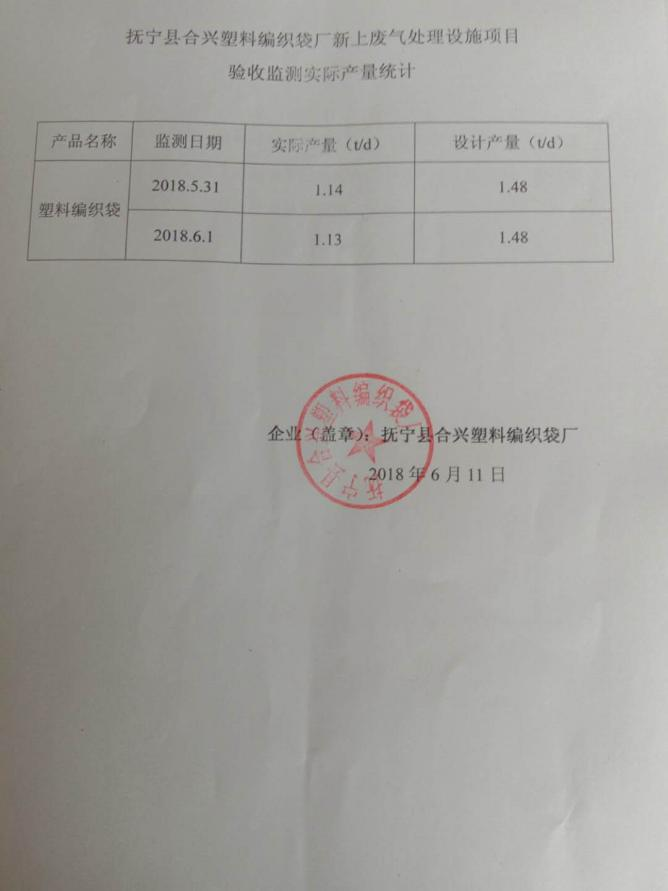 抚宁县合兴塑料编织袋厂新上废气处理设施项目
验收监测实际产量统计
产品名称 监测日期 实际产量（t/d） 设计产量（t/d）
塑料编织袋 2018.5.31 1.14 1.48
2018.6.1 1.13 1.48
企业（盖章）：抚宁县合兴塑料编织袋厂
2018 年 6 月 11 日
抚宁县合兴塑料编织袋厂